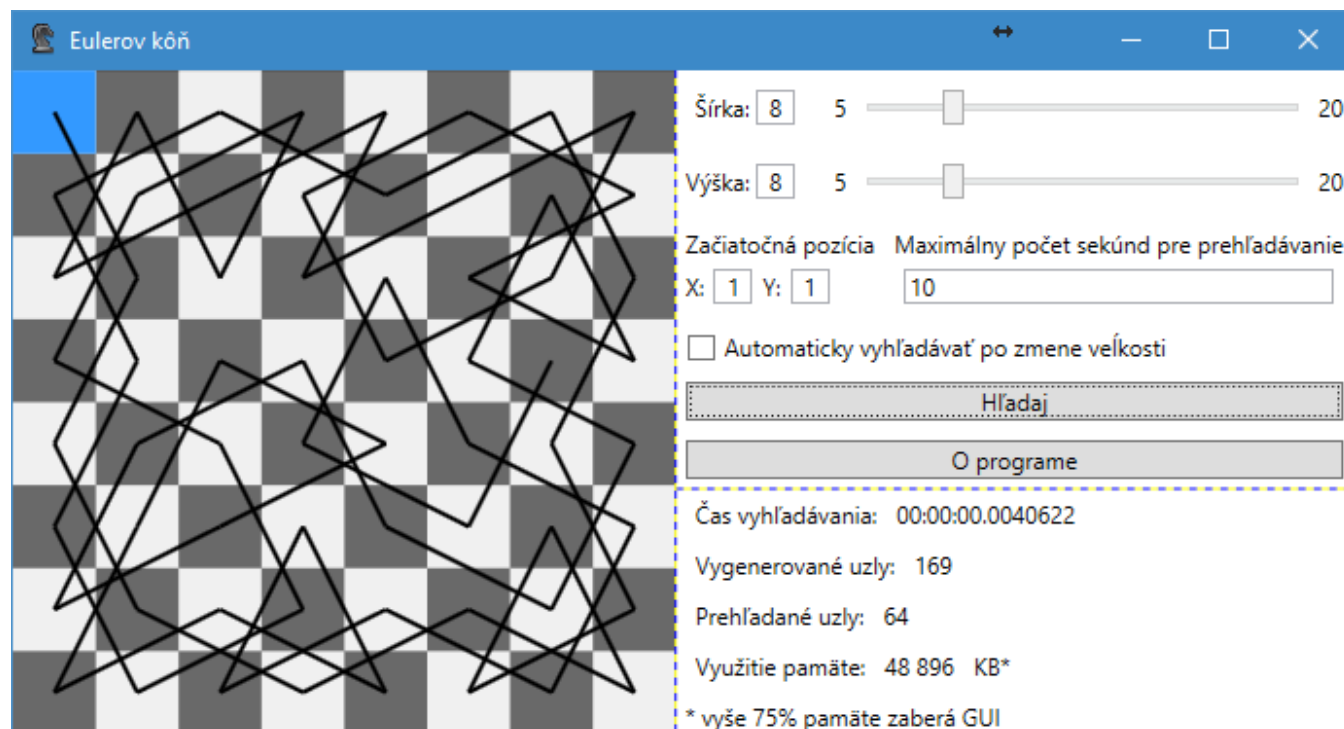 Eulerov kôň
Šírka: 8 5 20
Výška: 8 5 20
Začiatočná pozícia Maximálny počet sekúnd pre prehľadávanie
X: 1 Y: 1 10
Automaticky vyhľadávať po zmene veĺkosti
Hľadaj
O programe
Čas vyhľadávania: 00:00:00.0040622
Vygenerované uzly: 169
Prehľadané uzly: 64
Využitie pamäte: 48 896 KB*
* vyše 75% pamäte zaberá GUI